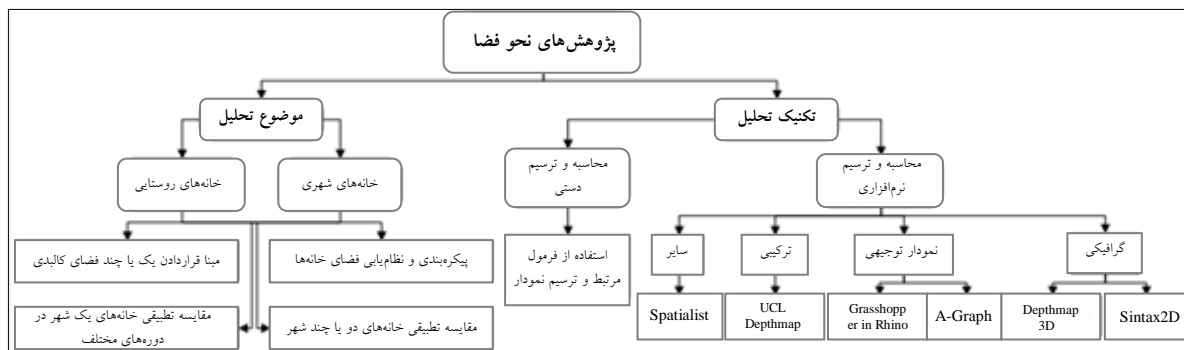 پژوهش‌های نحو فضا
تکنیک تحلیل
موضوع تحلیل
محاسبه و ترسیم
نرم‌افزاری
محاسبه و ترسیم
دستی
خانه‌های شهری
خانه‌های روستایی
گرافیکی
نمودار توجیهی
ترکیبی
سایر
استفاده از فرمول
مرتبط و ترسیم نمودار
پیکره‌بندی و نظام‌یابی فضای خانه‌ها
مبنا قراردادن یک یا چند فضای کالبدی
Sintax2D
Depthmap
3D
A-Graph
Grasshopp
er in Rhino
UCL
Depthmap
Spatialist
مقایسه تطبیقی خانه‌های دو یا چند شهر
مقایسه تطبیقی خانه‌های یک شهر در
دوره‌های مختلف